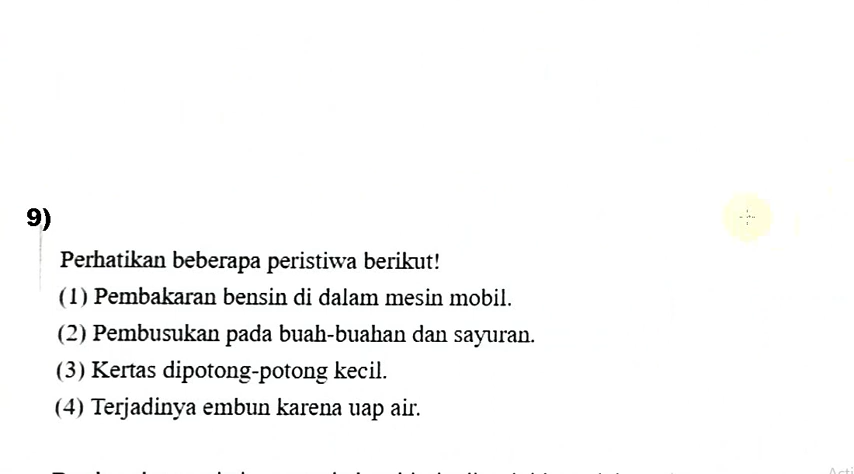 9)
Perhatikan beberapa peristiwa berikut!
(1) Pembakaran bensin di dalam mesin mobil.
(2) Pembusukan pada buah-buahan dan sayuran.
(3) Kertas dipotong-potong kecil.
(4) Terjadinya embun karena uap air.